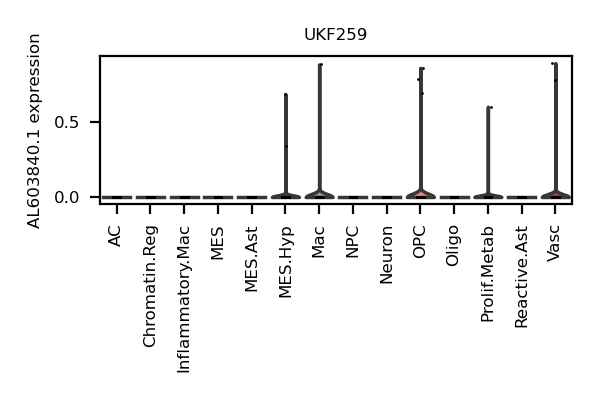 UKF259
AL603840.1 expression
0.5
0.0
AC
Chromatin.Reg
Inflammatory.Mac
MES
MES.Ast
MES.Hyp
Mac
NPC
Neuron
OPC
Oligo
Prolif.Metab
Reactive.Ast
Vasc